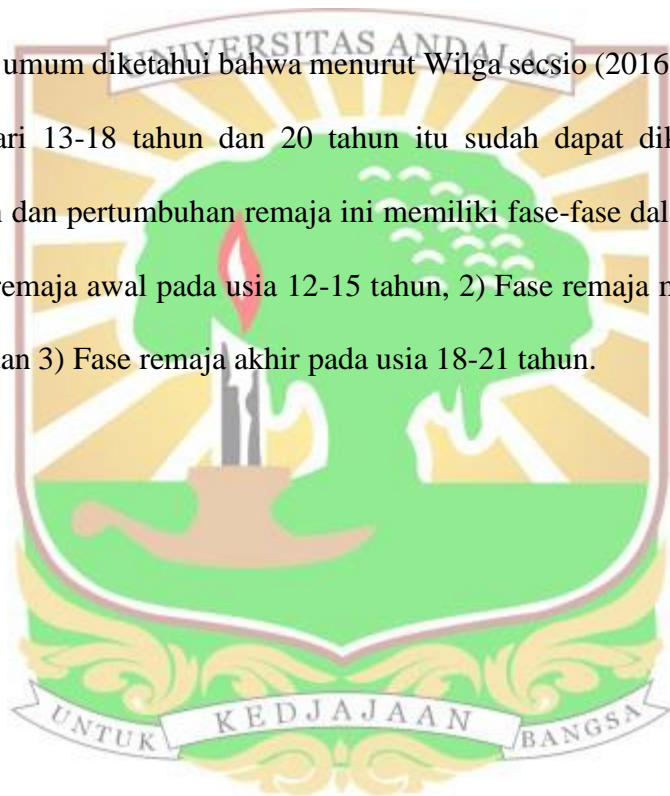 UNIVERSITAS ANDALAS
umum diketahui bahwa menurut Wilga secsio (2016
ari 13-18 tahun dan 20 tahun itu sudah dapat dik
dan pertumbuhan remaja ini memiliki fase-fase dal
remaja awal pada usia 12-15 tahun, 2) Fase remaja
dan 3) Fase remaja akhir pada usia 18-21 tahun.
UNTUK KEDJAJAAN BANGSA